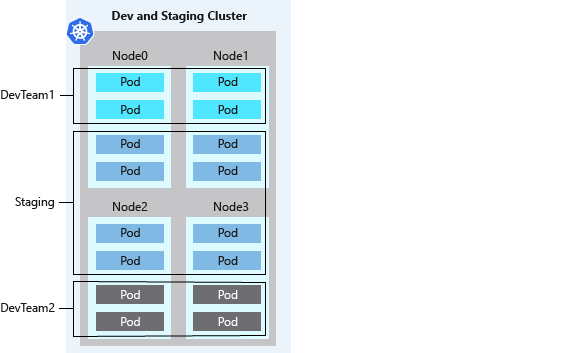 Dev and Staging Cluster
Node0 Node1
Pod Pod
DevTeam1
Pod Pod
Pod Pod
Pod Pod
Staging
Node2 Node3
Pod Pod
Pod Pod
Pod Pod
DevTeam2
Pod Pod